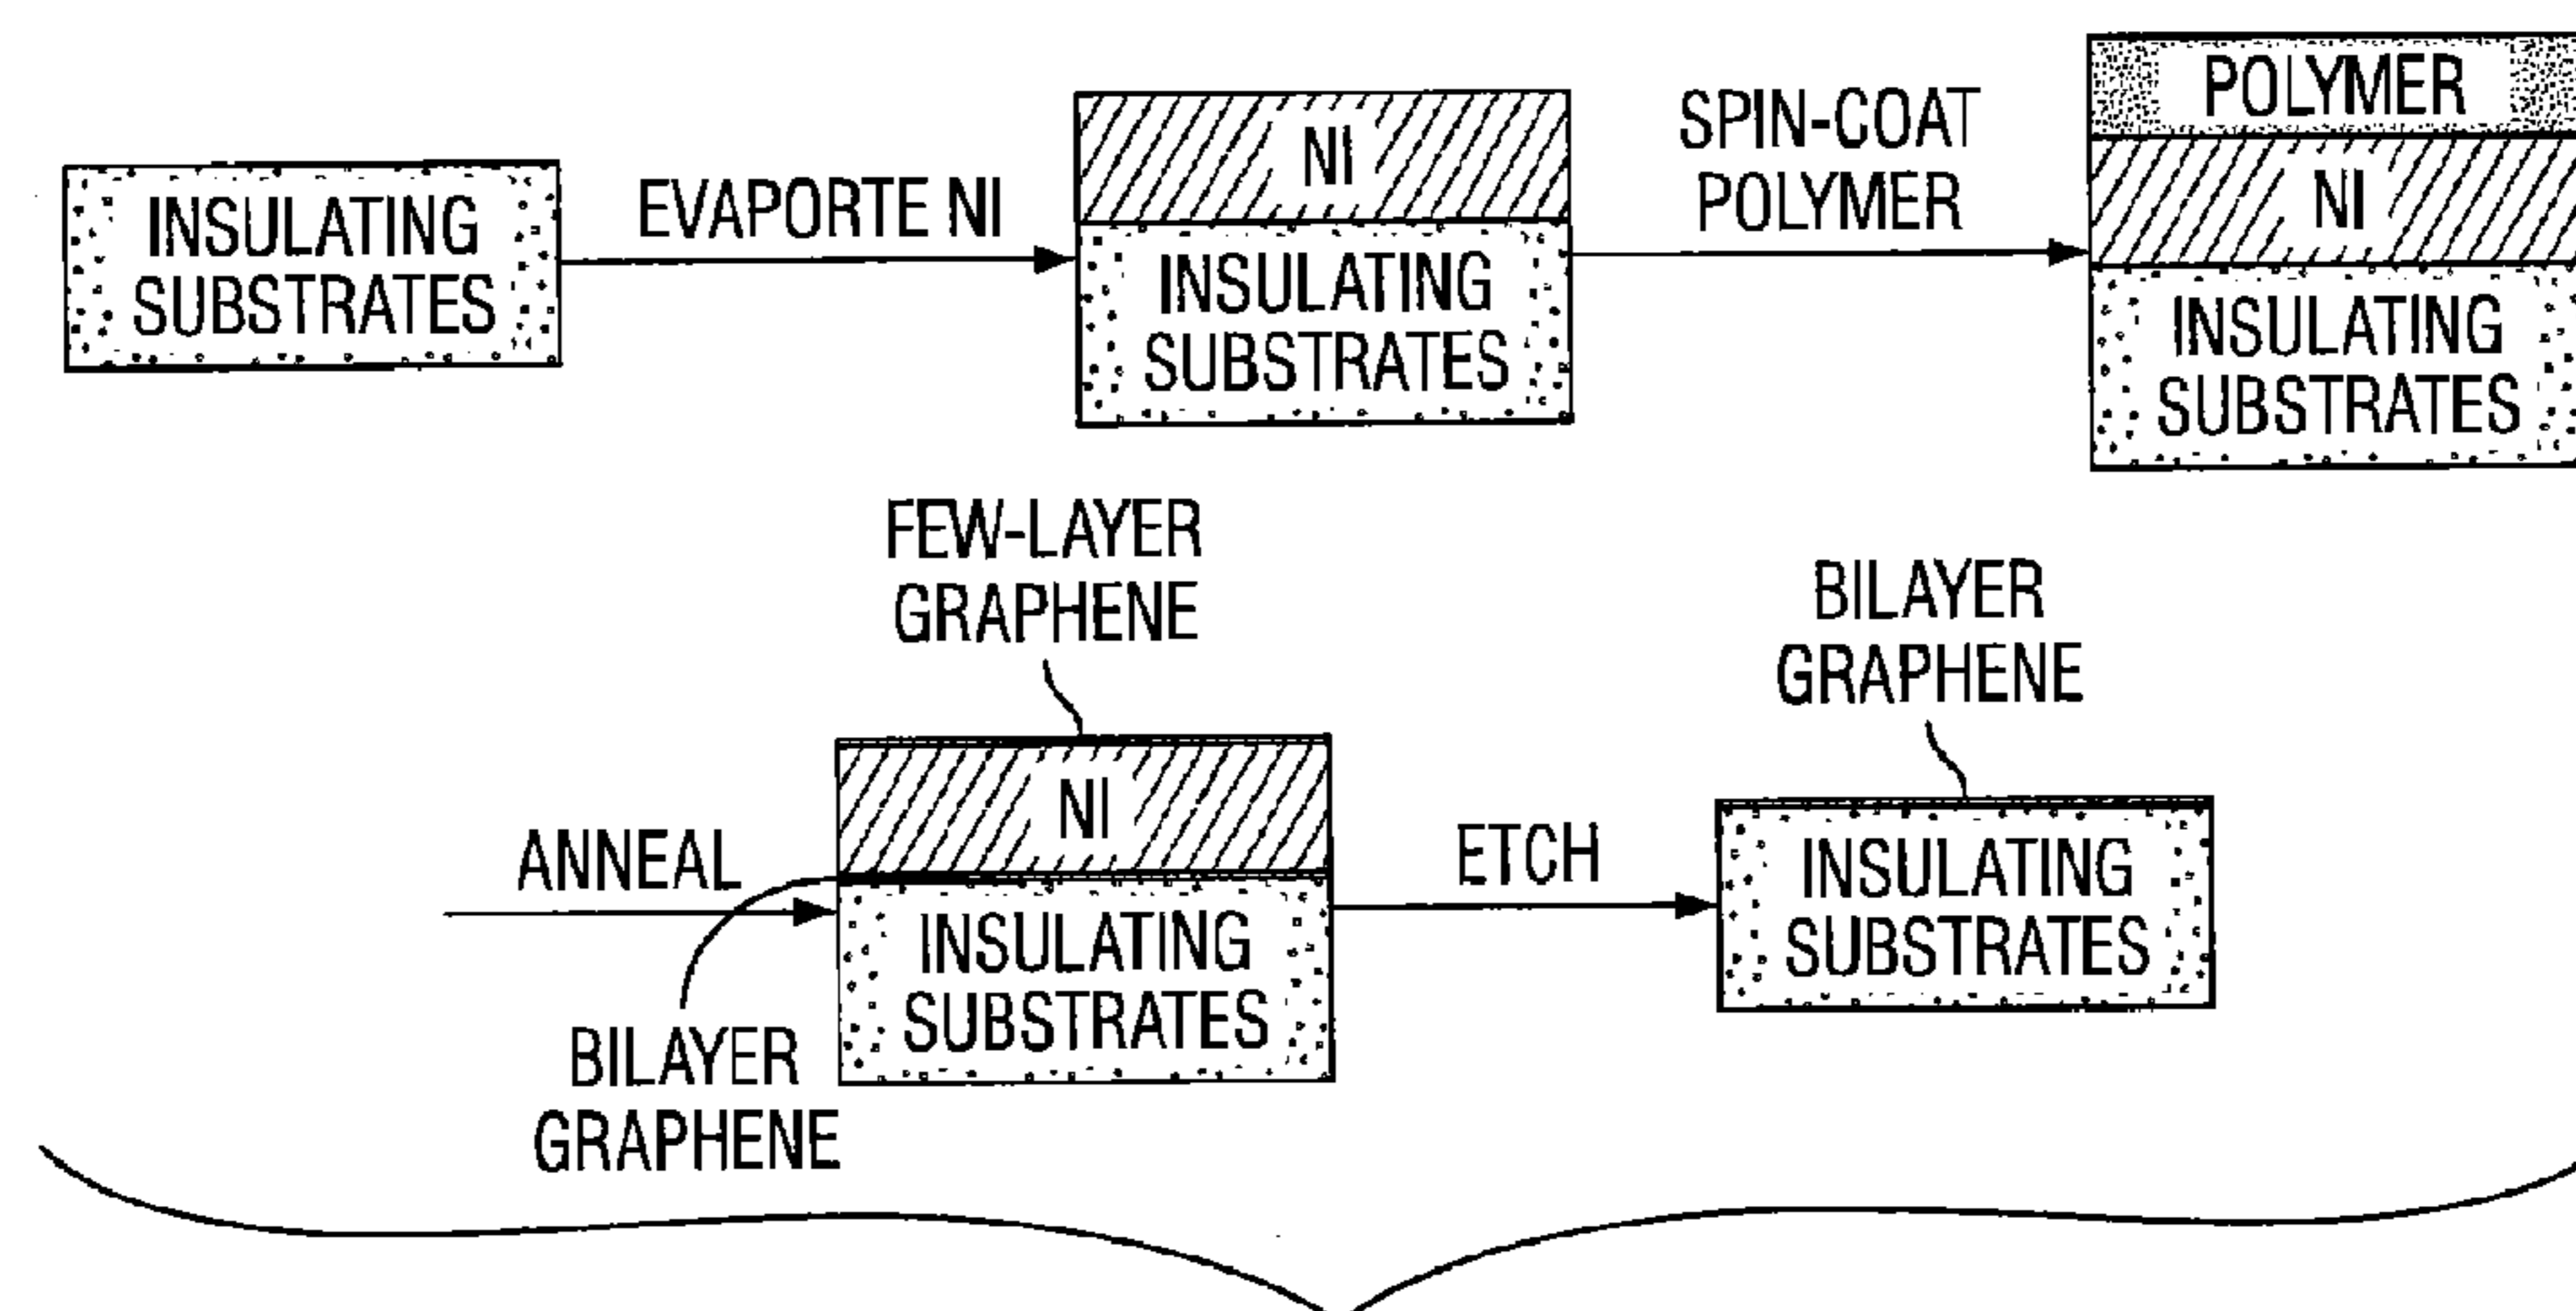 INSULATING
SUBSTRATES
EVAPORTE NI
NI
INSULATING
SUBSTRATES
SPIN-COAT
POLYMER
POLYMER
NI
INSULATING
SUBSTRATES
ANNEAL
FEW-LAYER
GRAPHENE
NI
INSULATING
SUBSTRATES
BILAYER
GRAPHENE
ETCH
BILAYER
GRAPHENE
INSULATING
SUBSTRATES